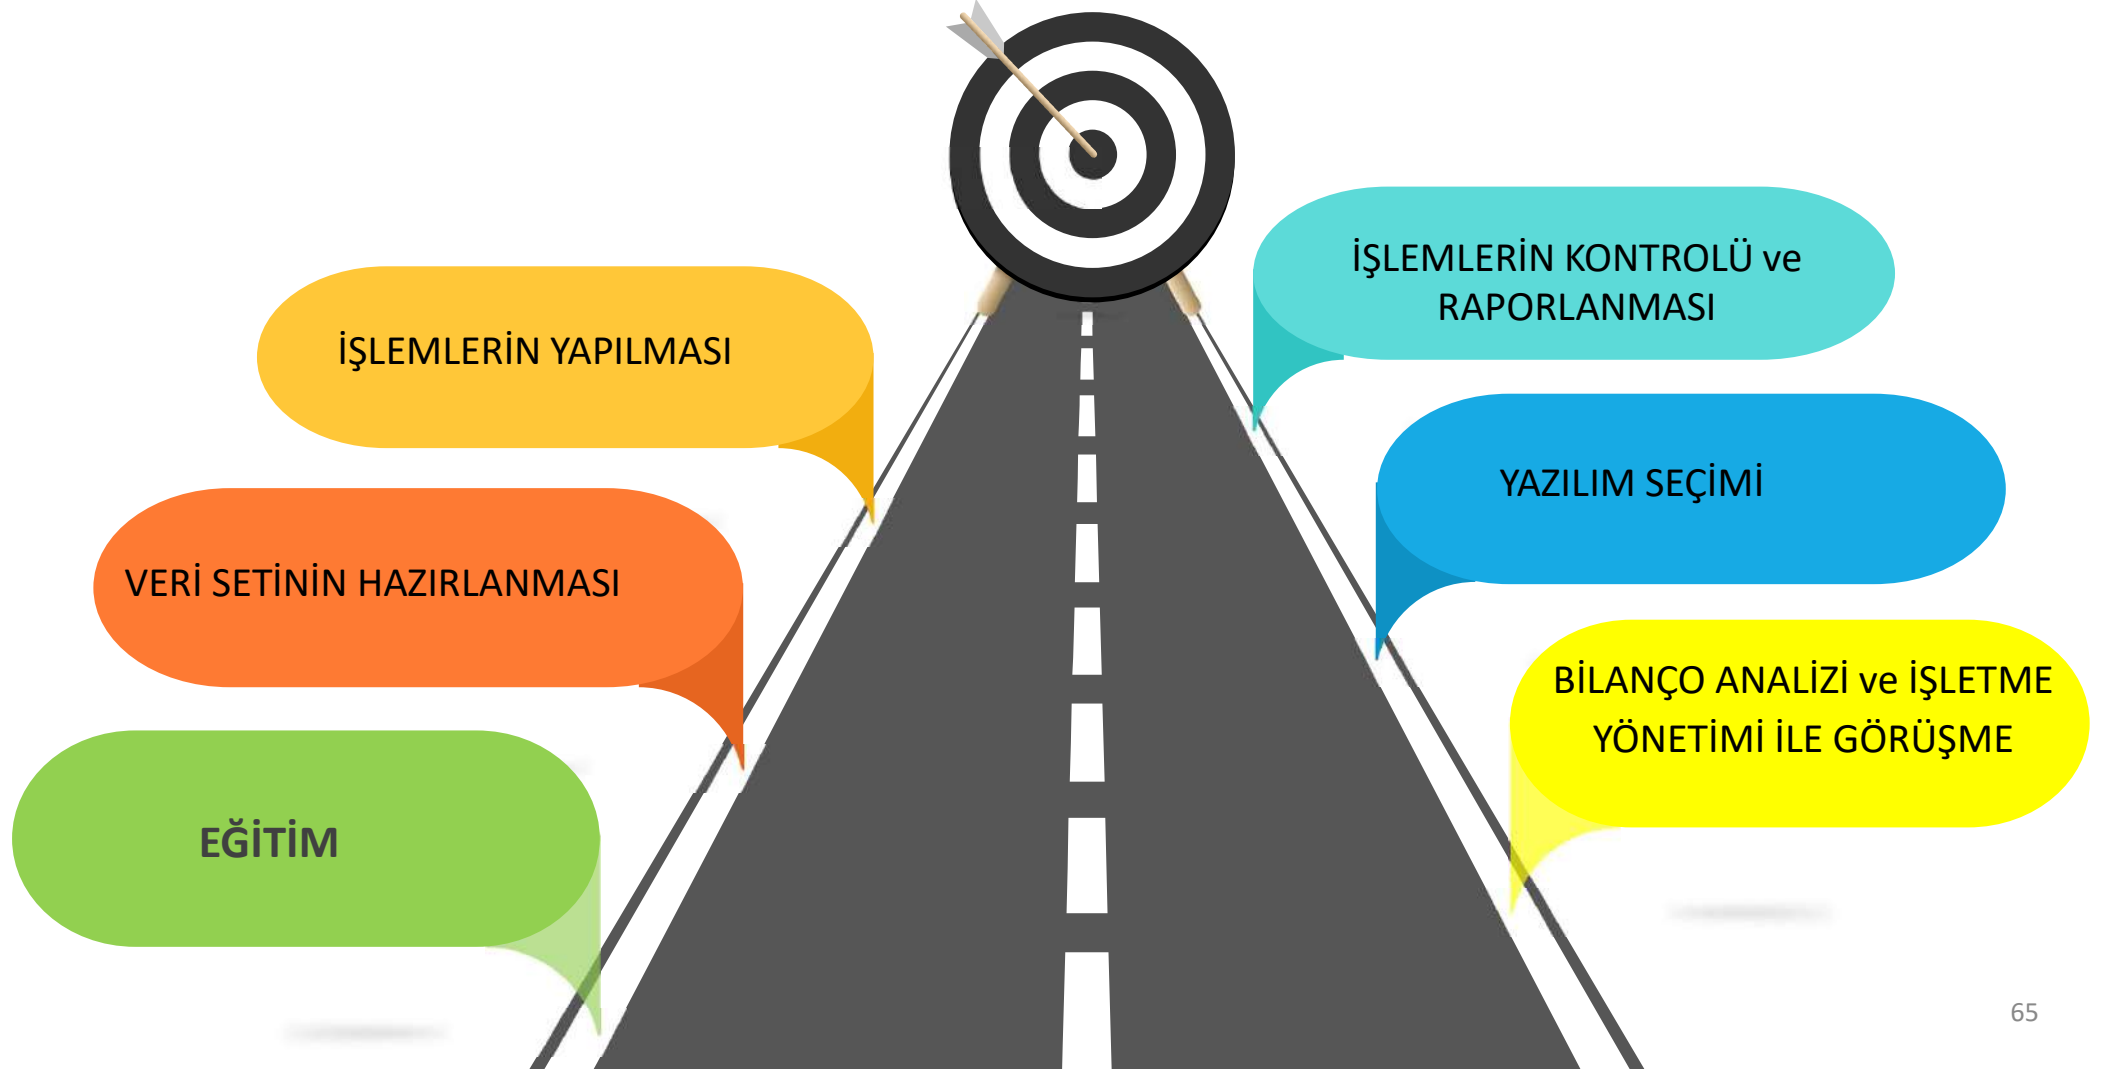 İŞLEMLERİN KONTROLÜ ve
RAPORLANMASI
İŞLEMLERİN YAPILMASI
YAZILIM SEÇİMİ
VERİ SETİNİN HAZIRLANMASI
BİLANÇO ANALİZİ ve İŞLETME
YÖNETİMİ İLE GÖRÜŞME
EĞİTİM
65